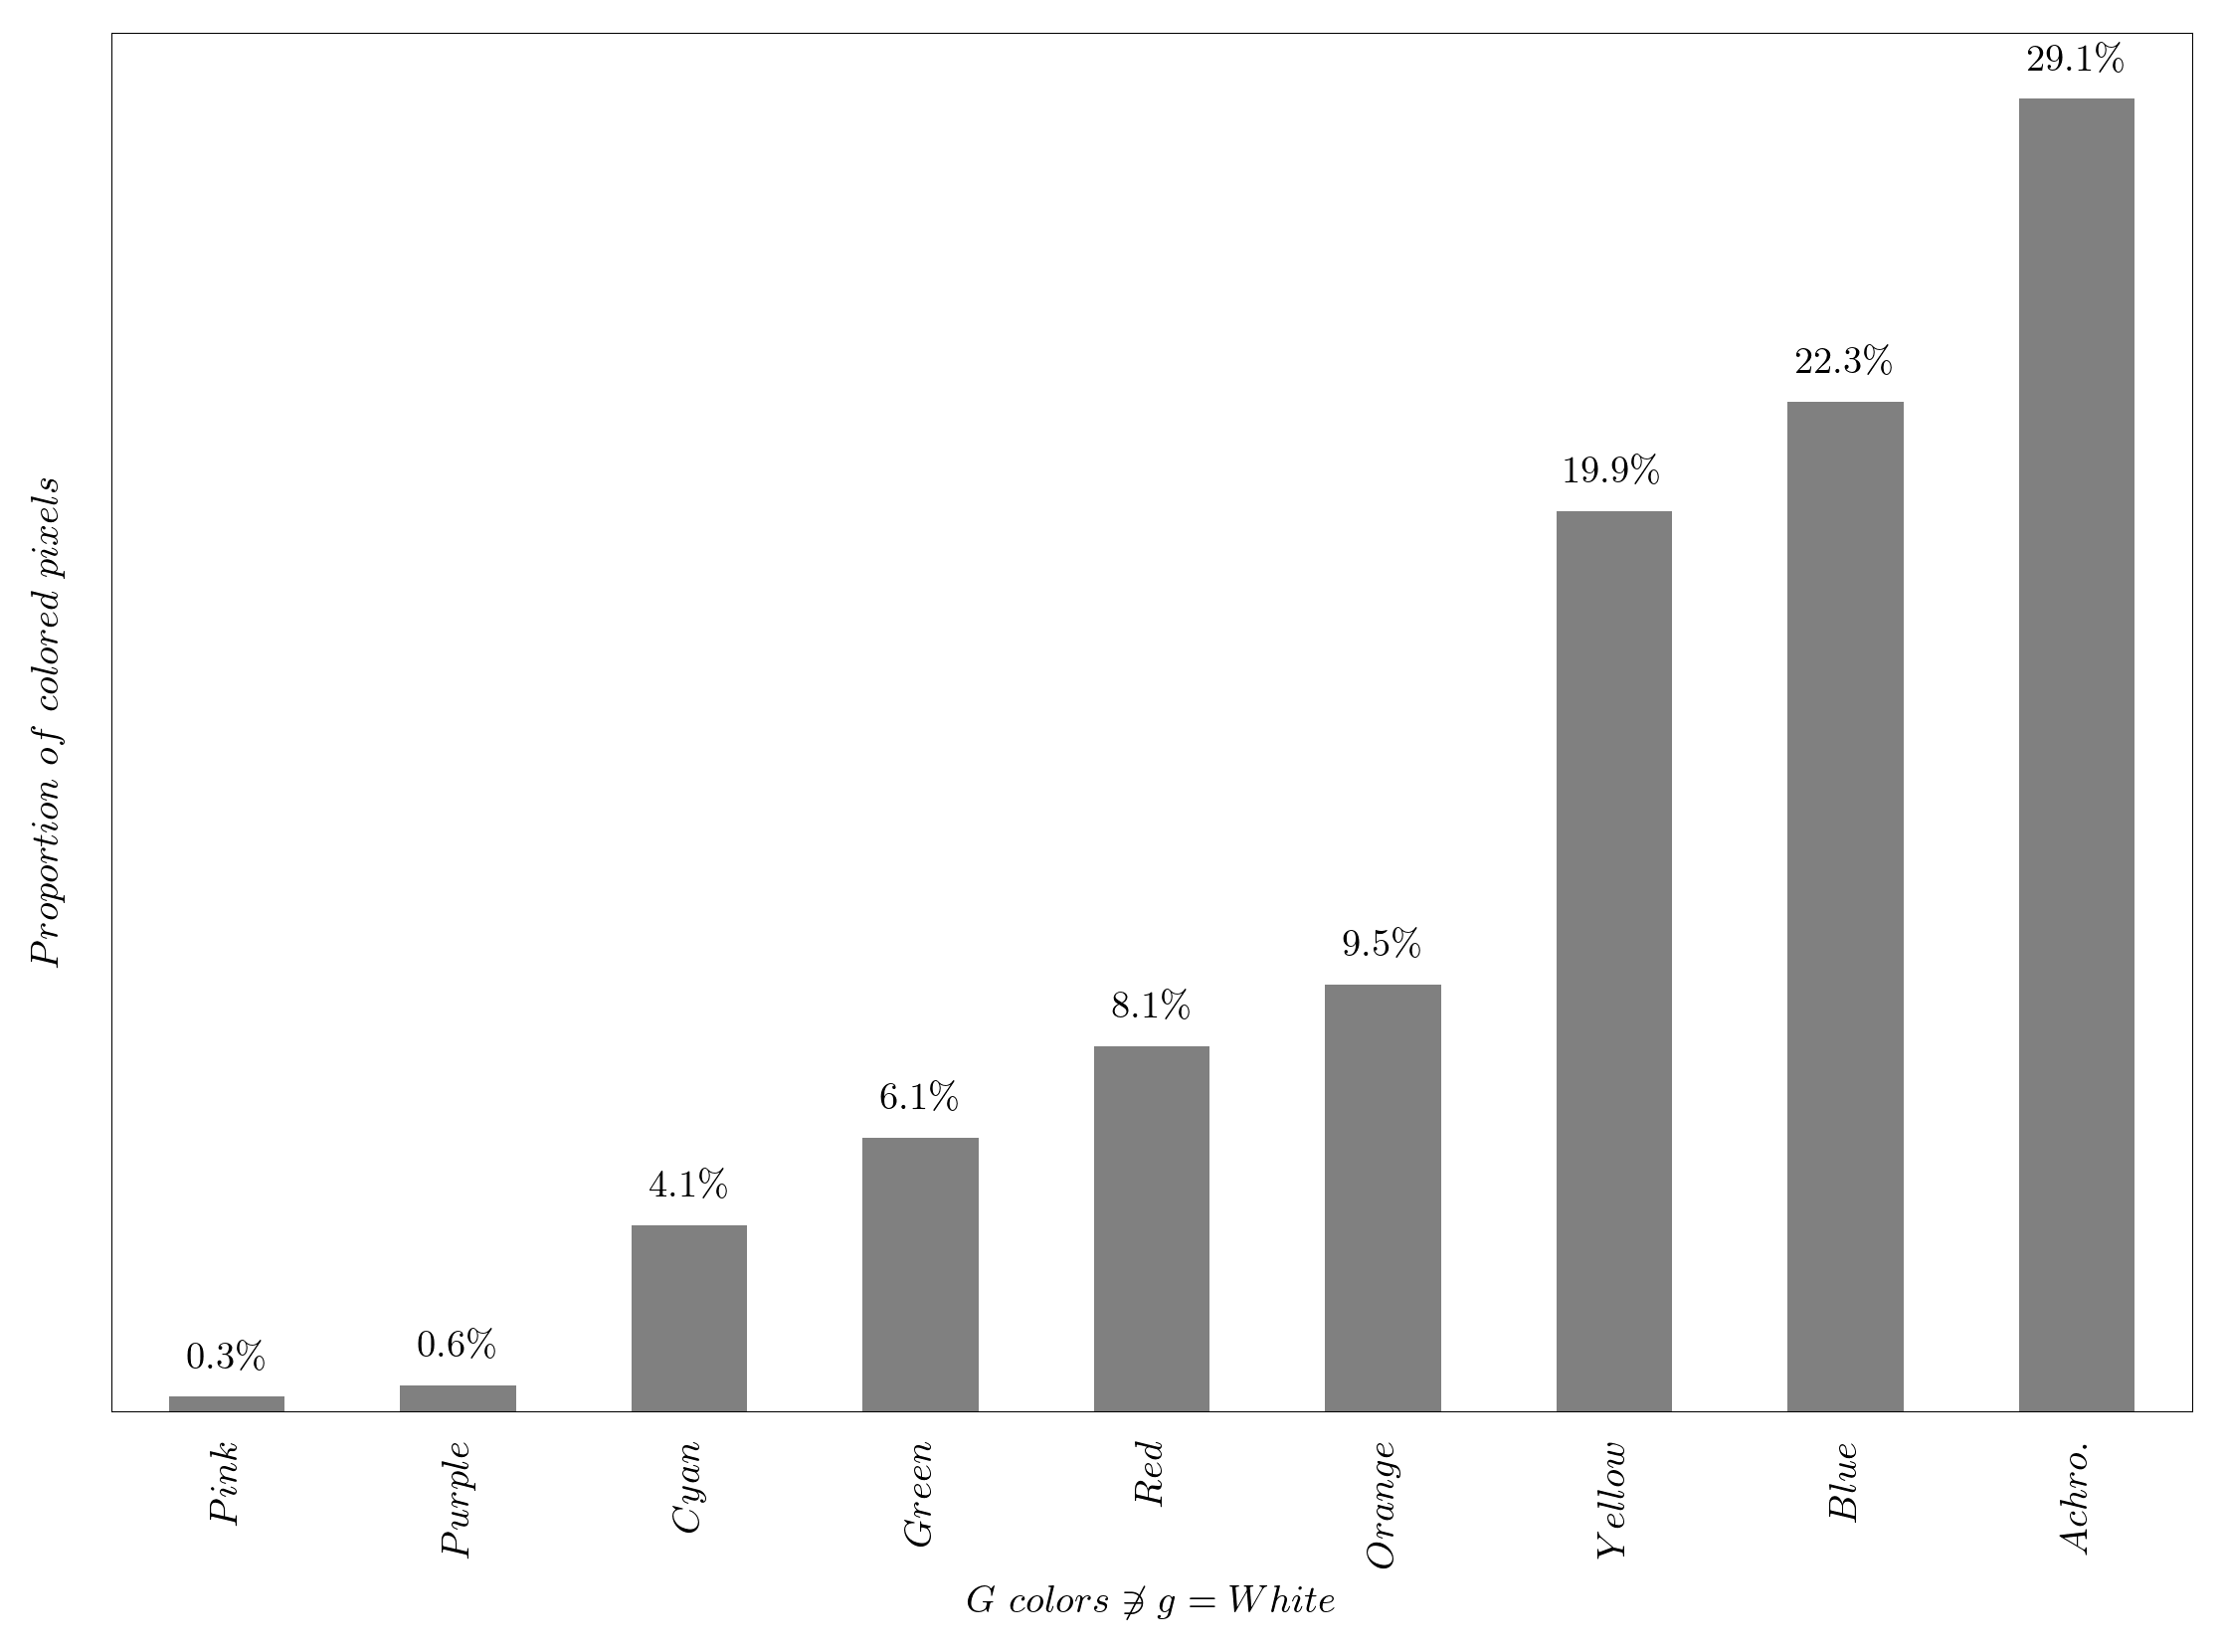 29.1%
22.3%
19.9%
9.5%
8.1%
6.1%
4.1%
0.6%
0.3%
Proportion of colored pixels
Pink
Purple
Cyan
Green
Red
Orange
Yellow
Blue
Achro.
G colors ∌ g = White